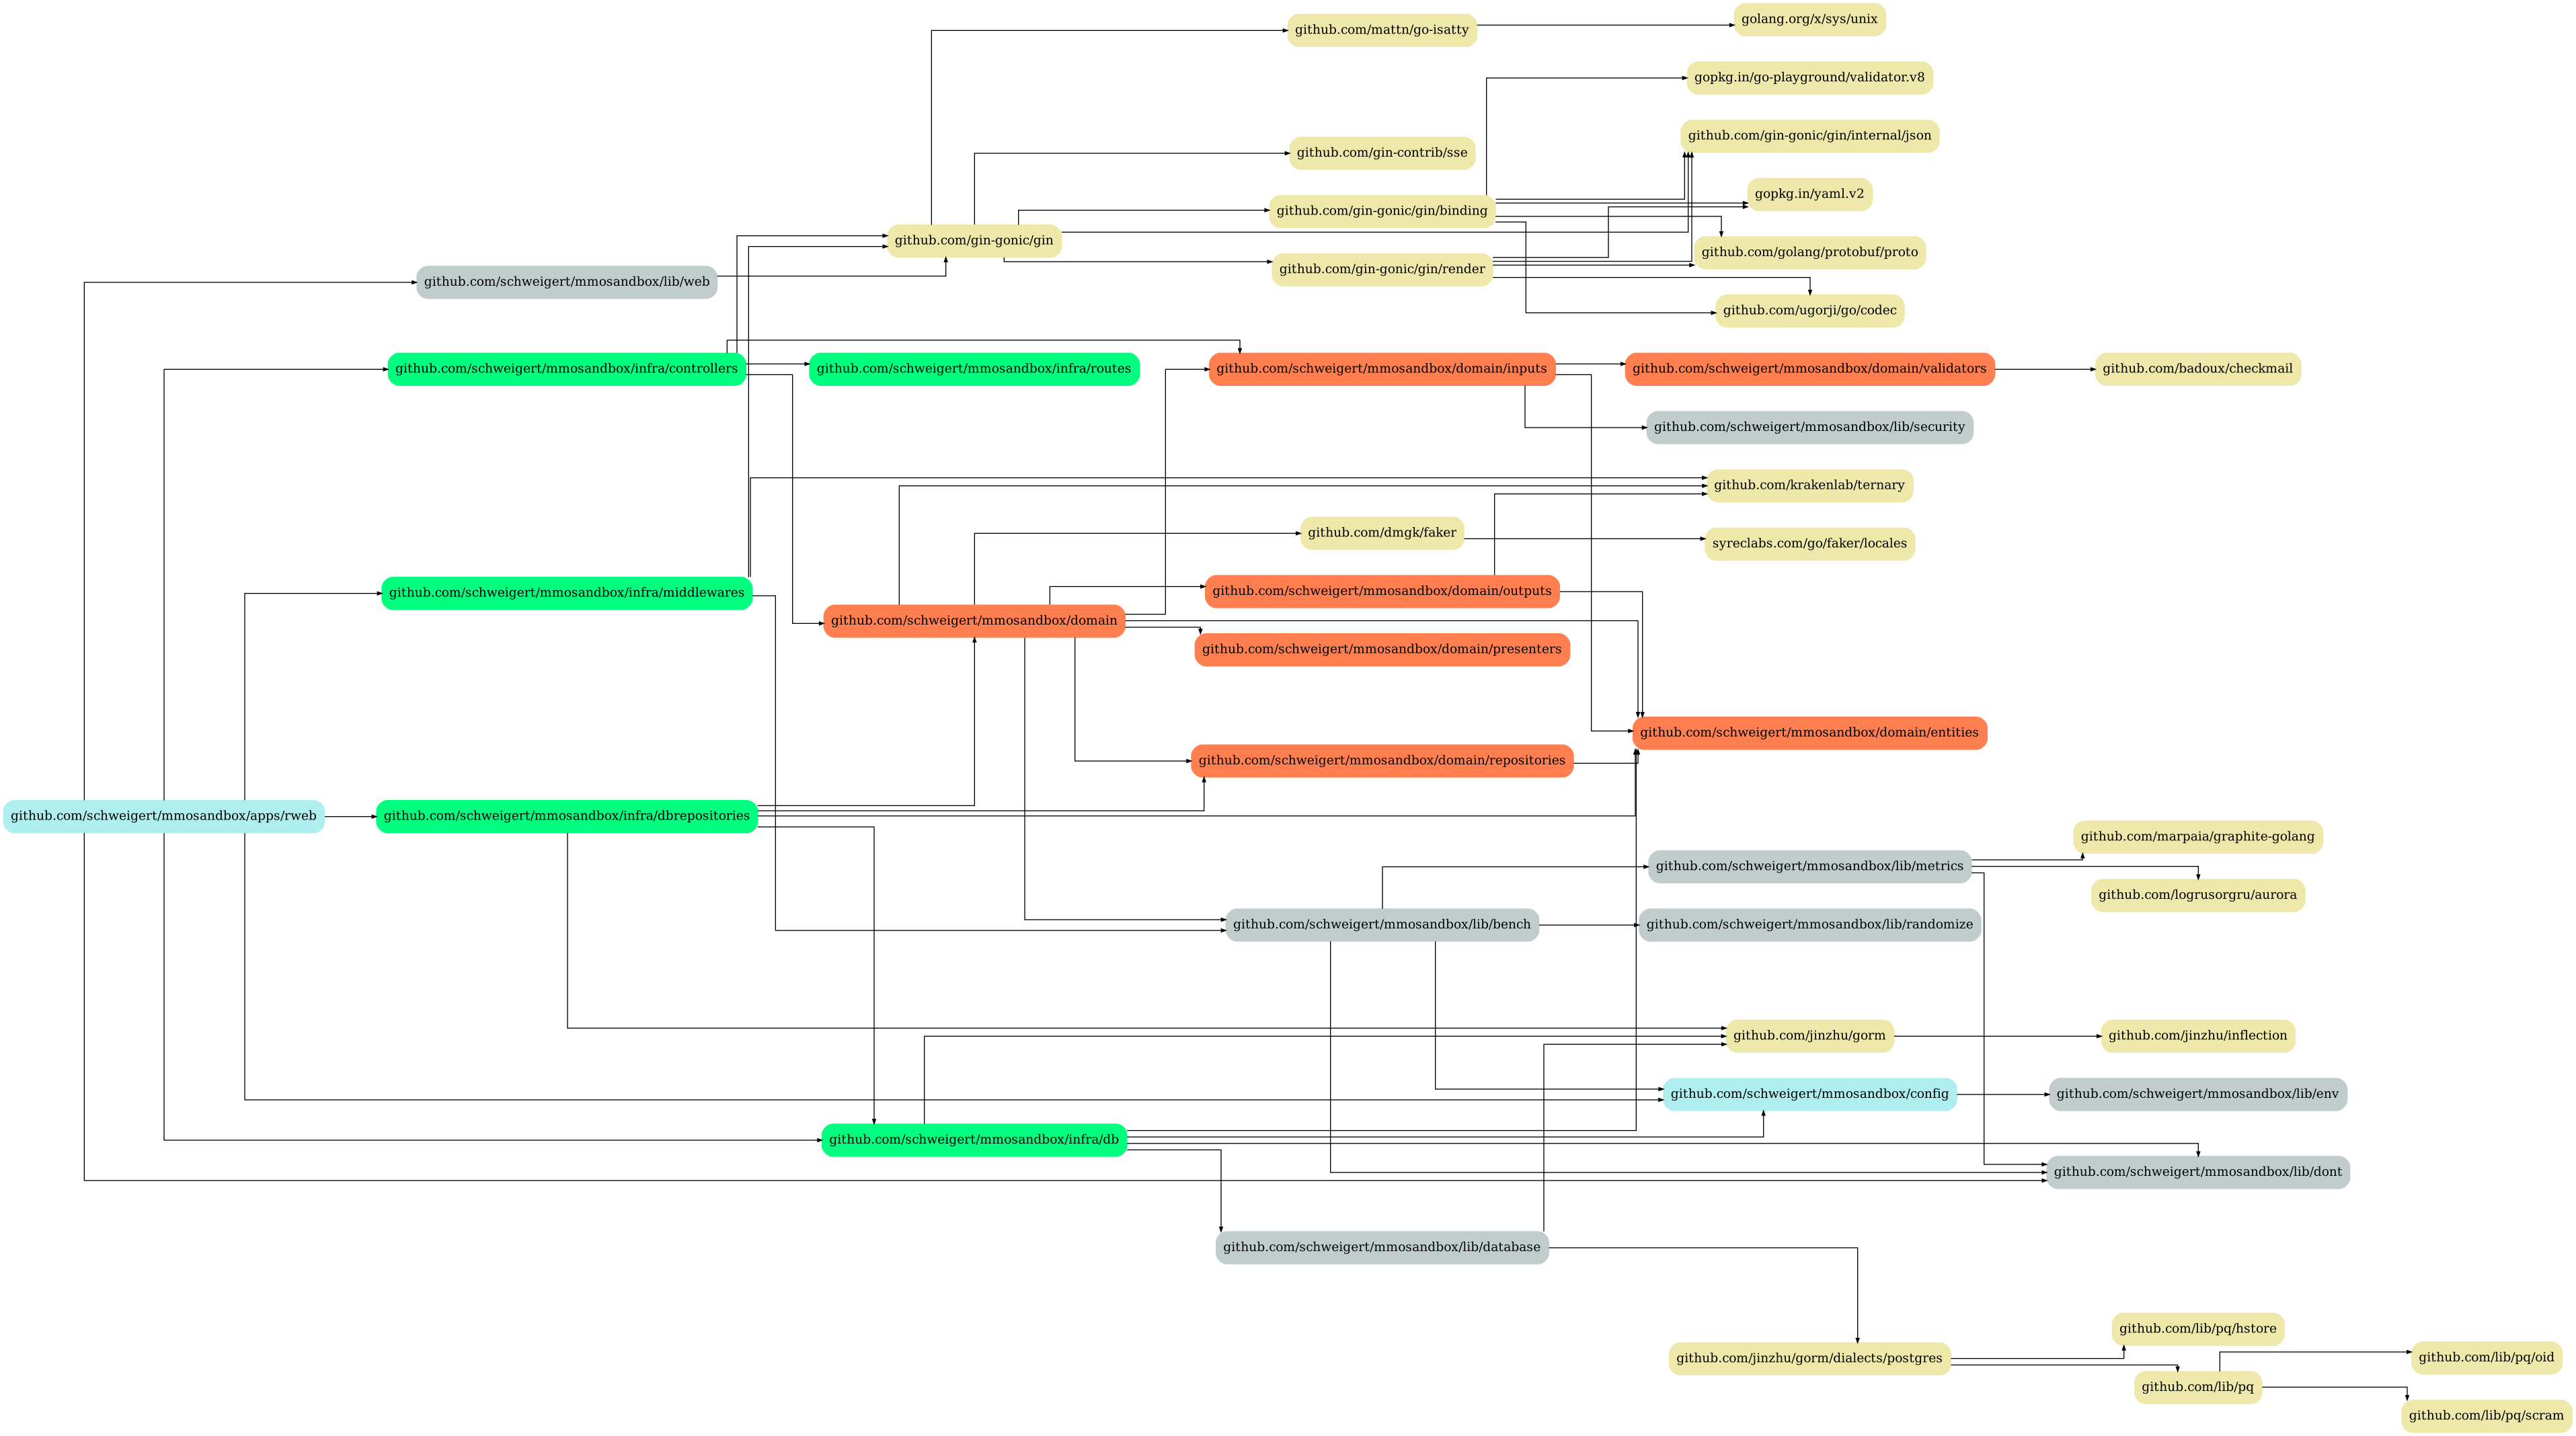 golang.org/x/sys/unix
github.com/mattn/go-isatty
gopkg.in/go-playground/validator.v8
github.com/gin-gonic/gin/internal/json
github.com/gin-contrib/sse
gopkg.in/yaml.v2
github.com/gin-gonic/gin/binding
github.com/gin-gonic/gin
github.com/golang/protobuf/proto
github.com/gin-gonic/gin/render
github.com/schweigert/mmosandbox/lib/web
github.com/ugorji/go/codec
github.com/schweigert/mmosandbox/infra/controllers
github.com/schweigert/mmosandbox/infra/routes
github.com/schweigert/mmosandbox/domain/inputs
github.com/schweigert/mmosandbox/domain/validators
github.com/badoux/checkmail
github.com/schweigert/mmosandbox/lib/security
github.com/krakenlab/ternary
github.com/dmgk/faker
syreclabs.com/go/faker/locales
github.com/schweigert/mmosandbox/infra/middlewares
github.com/schweigert/mmosandbox/domain/outputs
github.com/schweigert/mmosandbox/domain
github.com/schweigert/mmosandbox/domain/presenters
github.com/schweigert/mmosandbox/domain/entities
github.com/schweigert/mmosandbox/domain/repositories
github.com/schweigert/mmosandbox/apps/rweb
github.com/schweigert/mmosandbox/infra/dbrepositories
github.com/marpaia/graphite-golang
github.com/schweigert/mmosandbox/lib/metrics
github.com/logrusorgru/aurora
github.com/schweigert/mmosandbox/lib/bench
github.com/schweigert/mmosandbox/lib/randomize
github.com/jinzhu/gorm
github.com/jinzhu/inflection
github.com/schweigert/mmosandbox/config
github.com/schweigert/mmosandbox/lib/env
github.com/schweigert/mmosandbox/infra/db
github.com/schweigert/mmosandbox/lib/dont
github.com/schweigert/mmosandbox/lib/database
github.com/lib/pq/hstore
github.com/jinzhu/gorm/dialects/postgres
github.com/lib/pq/oid
github.com/lib/pq
github.com/lib/pq/scram